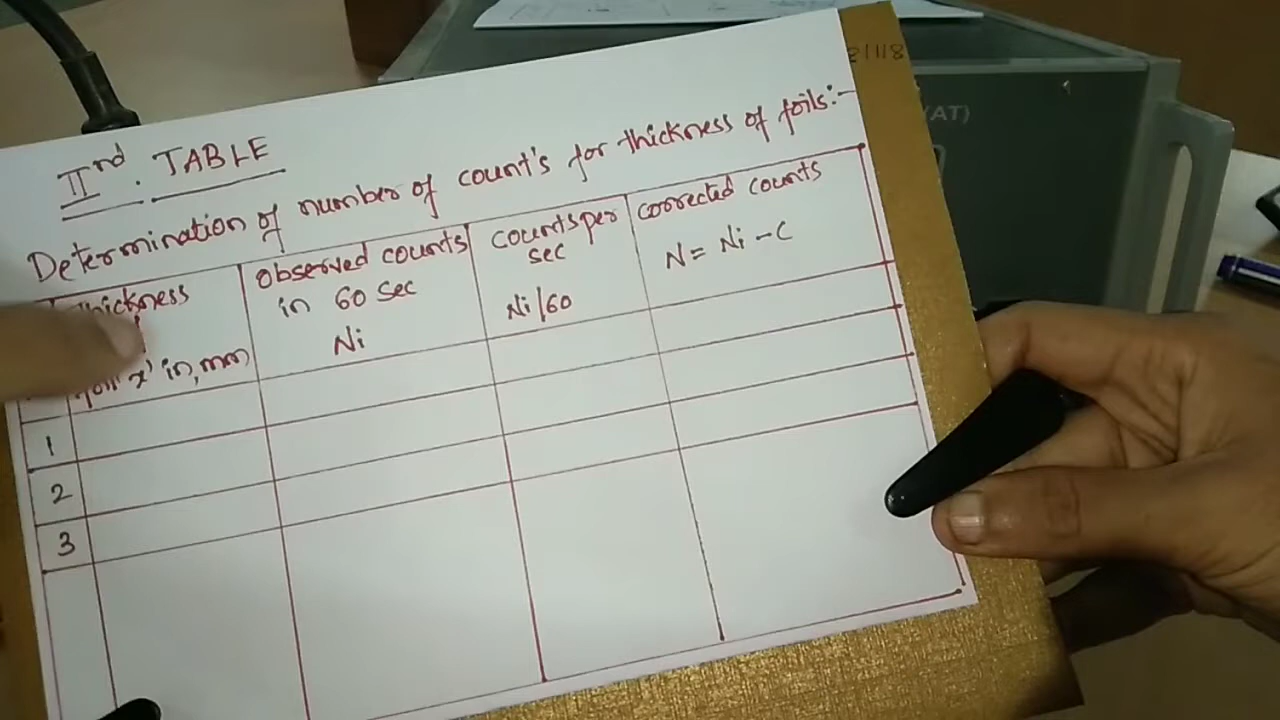 IInd. TABLE
Determination of number of count's for thickness of foils:-
Thickness
foil 'x' in, mm
Observed counts
in 60 sec
Ni
Counts per
sec
Ni/60
corrected counts
N = Ni - C
1
2
3
(AT)